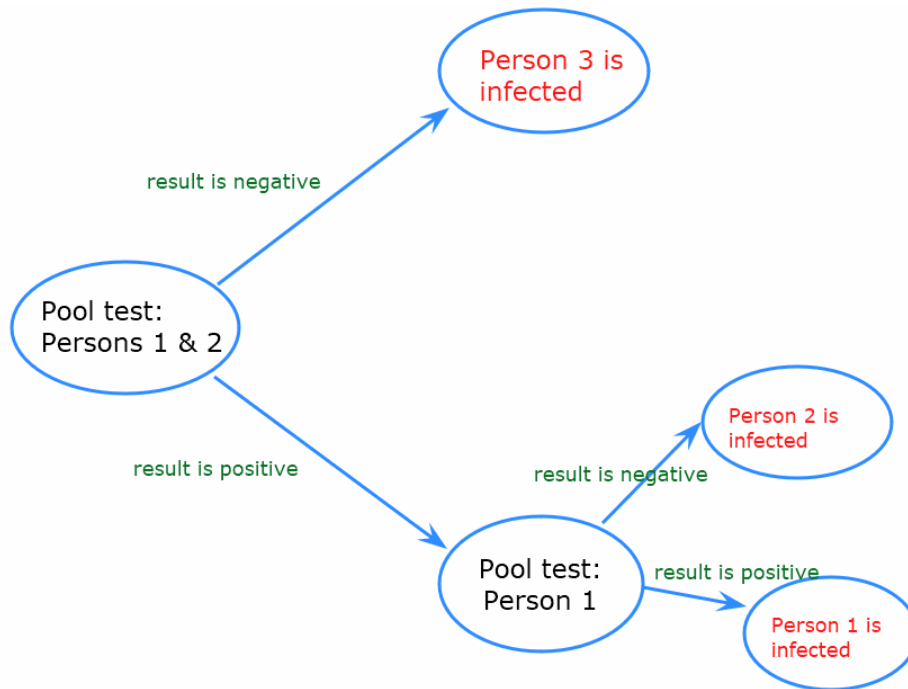 Person 3 is
infected
result is negative
Pool test:
Persons 1 & 2
result is positive
Person 2 is
infected
result is negative
Pool test:
Person 1
result is positive
Person 1 is
infected